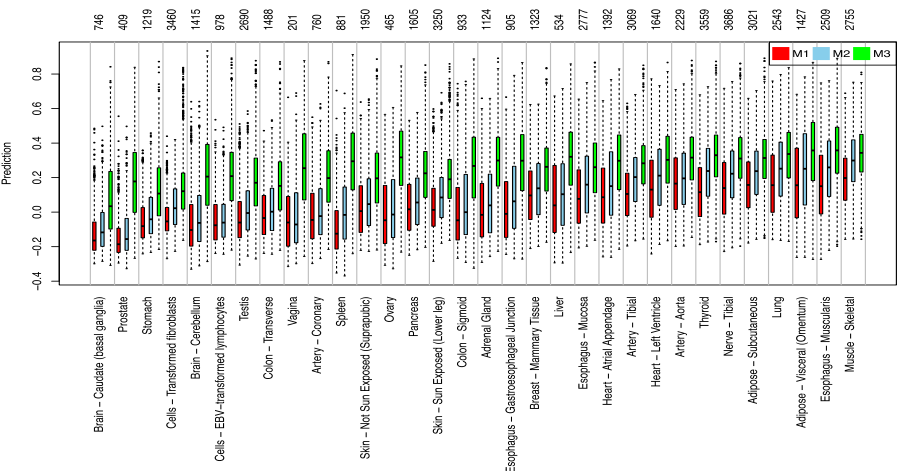 746 409 1219 3460 1415 978 2690 1488 201 760 881 1950 465 1605 3250 933 1124 905 1323 534 2777 1392 3069 1640 2229 3559 3686 3021 2543 1427 2509 2755
M1 M2 M3
Prediction
0.8
0.6
0.4
0.2
0.0
−0.2
−0.4
Brain − Caudate (basal ganglia)
Prostate
Stomach
Cells − Transformed fibroblasts
Brain − Cerebellum
Cells − EBV−transformed lymphocytes
Testis
Colon − Transverse
Vagina
Artery − Coronary
Spleen
Skin − Not Sun Exposed (Suprapubic)
Ovary
Pancreas
Skin − Sun Exposed (Lower leg)
Colon − Sigmoid
Adrenal Gland
Esophagus − Gastroesophageal Junction
Breast − Mammary Tissue
Liver
Esophagus − Mucosa
Heart − Atrial Appendage
Artery − Tibial
Heart − Left Ventricle
Artery − Aorta
Thyroid
Nerve − Tibial
Adipose − Subcutaneous
Lung
Adipose − Visceral (Omentum)
Esophagus − Muscularis
Muscle − Skeletal